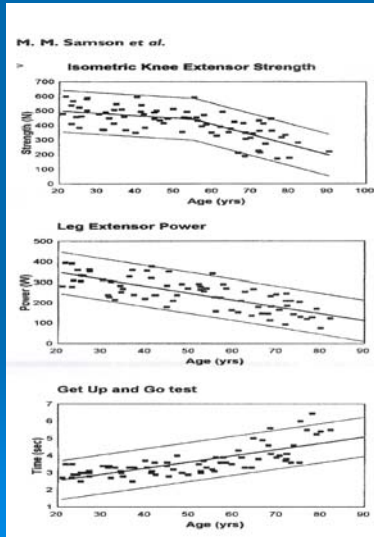 M. M. Samson et al.
Isometric Knee Extensor Strength
700
600
500
400
300
200
100
0
Strength (N)
20 30 40 50 60 70 80 90 100
Age (yrs)
Leg Extensor Power
500
400
300
200
100
0
Power (W)
20 30 40 50 60 70 80 90
Age (yrs)
Get Up and Go test
7
6
5
4
3
2
1
Time (sec)
20 30 40 50 60 70 80 90
Age (yrs)